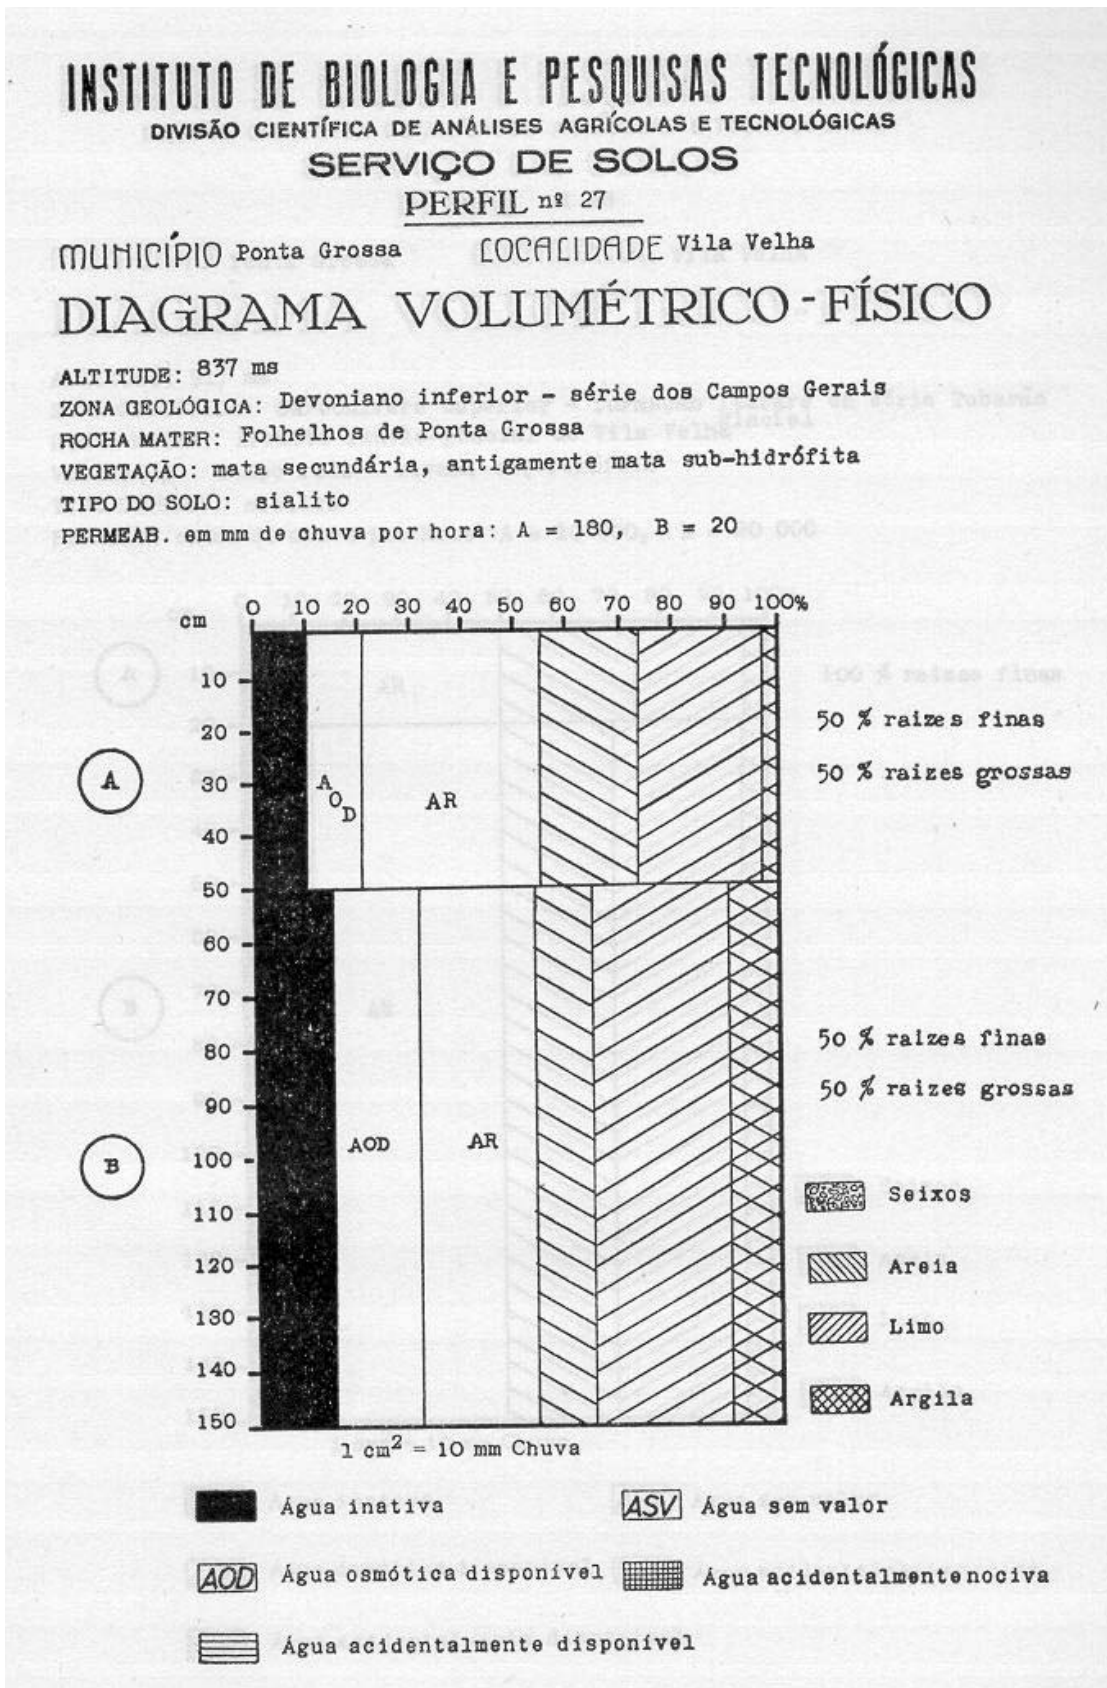 INSTITUTO DE BIOLOGIA E PESQUISAS TECNOLÓGICAS
DIVISÃO CIENTÍFICA DE ANÁLISES AGRÍCOLAS E TECNOLÓGICAS
SERVIÇO DE SOLOS
PERFIL nº 27
MUNICÍPIO Ponta Grossa LOCALIDADE Vila Velha
DIAGRAMA VOLUMÉTRICO-FÍSICO
ALTITUDE: 837 ms
ZONA GEOLÓGICA: Devoniano inferior - série dos Campos Gerais
ROCHA MATER: Folhelhos de Ponta Grossa
VEGETAÇÃO: mata secundária, antigamente mata sub-hidrófita
TIPO DO SOLO: sialito
PERMEAB. em mm de chuva por hora: A = 180, B = 20
0 10 20 30 40 50 60 70 80 90 100%
cm
10
20
50 % raizes finas
A
30
AOD
AR
50 % raizes grossas
40
50
60
70
80
50 % raizes finas
90
50 % raizes grossas
B
100
AOD
AR
110
Seixos
120
Areia
130
Limo
140
Argila
150
1 cm² = 10 mm Chuva
Água inativa
ASV Água sem valor
AOD Água osmótica disponível
Água acidentalmente nociva
Água acidentalmente disponível